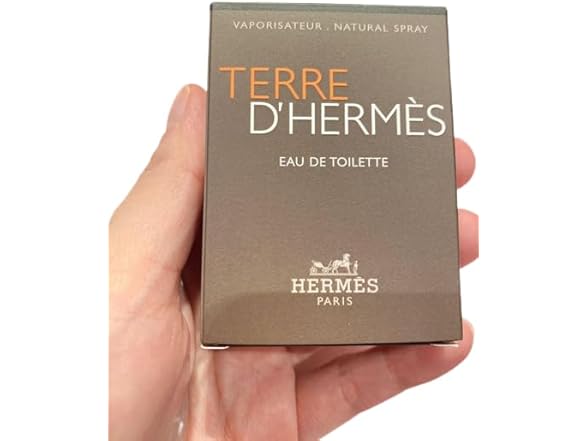 VAPORISATEUR . NATURAL SPRAY
TERRE
D'HERMÈS
EAU DE TOILETTE
HERMÈS
PARIS